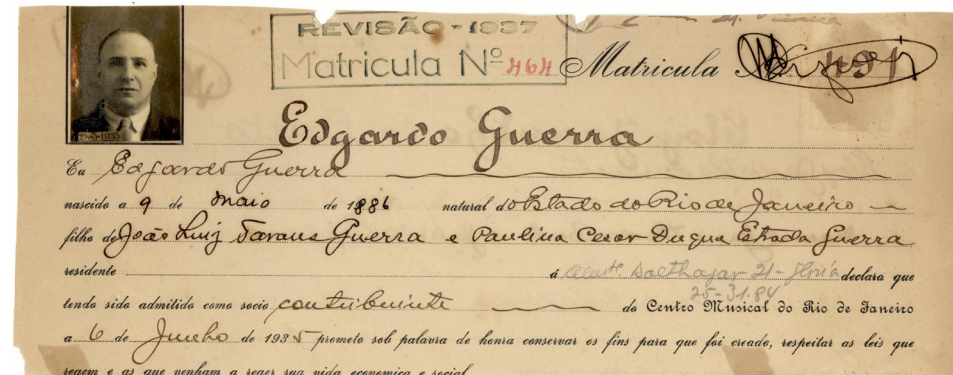 REVISÃO - 1937
Matricula Nº 464 Matricula
Edgardo Guerra
Eu Edgardo Guerra
nascido a 9 de maio de 1886 natural do Estado do Rio de Janeiro
filho de João Luiz Guerra e Paulina Cesar Duque Estrada Guerra
residente á Balthazar 21 - Gloria declara que
25-31.84
tendo sido admitido como socio contribuinte do Centro Musical do Rio de Janeiro
a 6 de Junho de 1935 prometo sob palavra de honra conservar os fins para que foi creado, respeitar as leis que
regem e as que venham a reger sua vida economica e social